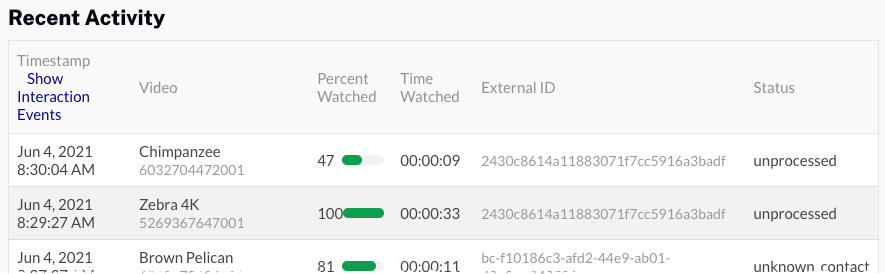 Recent Activity
Timestamp
Show
Interaction
Events
Video
Percent
Watched
Time
Watched
External ID
Status
Jun 4, 2021
8:30:04 AM
Chimpanzee
6032704472001
47
00:00:09
2430c8614a11883071f7cc5916a3badf
unprocessed
Jun 4, 2021
8:29:27 AM
Zebra 4K
5269367647001
100
00:00:33
2430c8614a11883071f7cc5916a3badf
unprocessed
Jun 4, 2021
Brown Pelican
81
00:00:11
bc-f10186c3-afd2-44e9-ab01-
unknown_contact